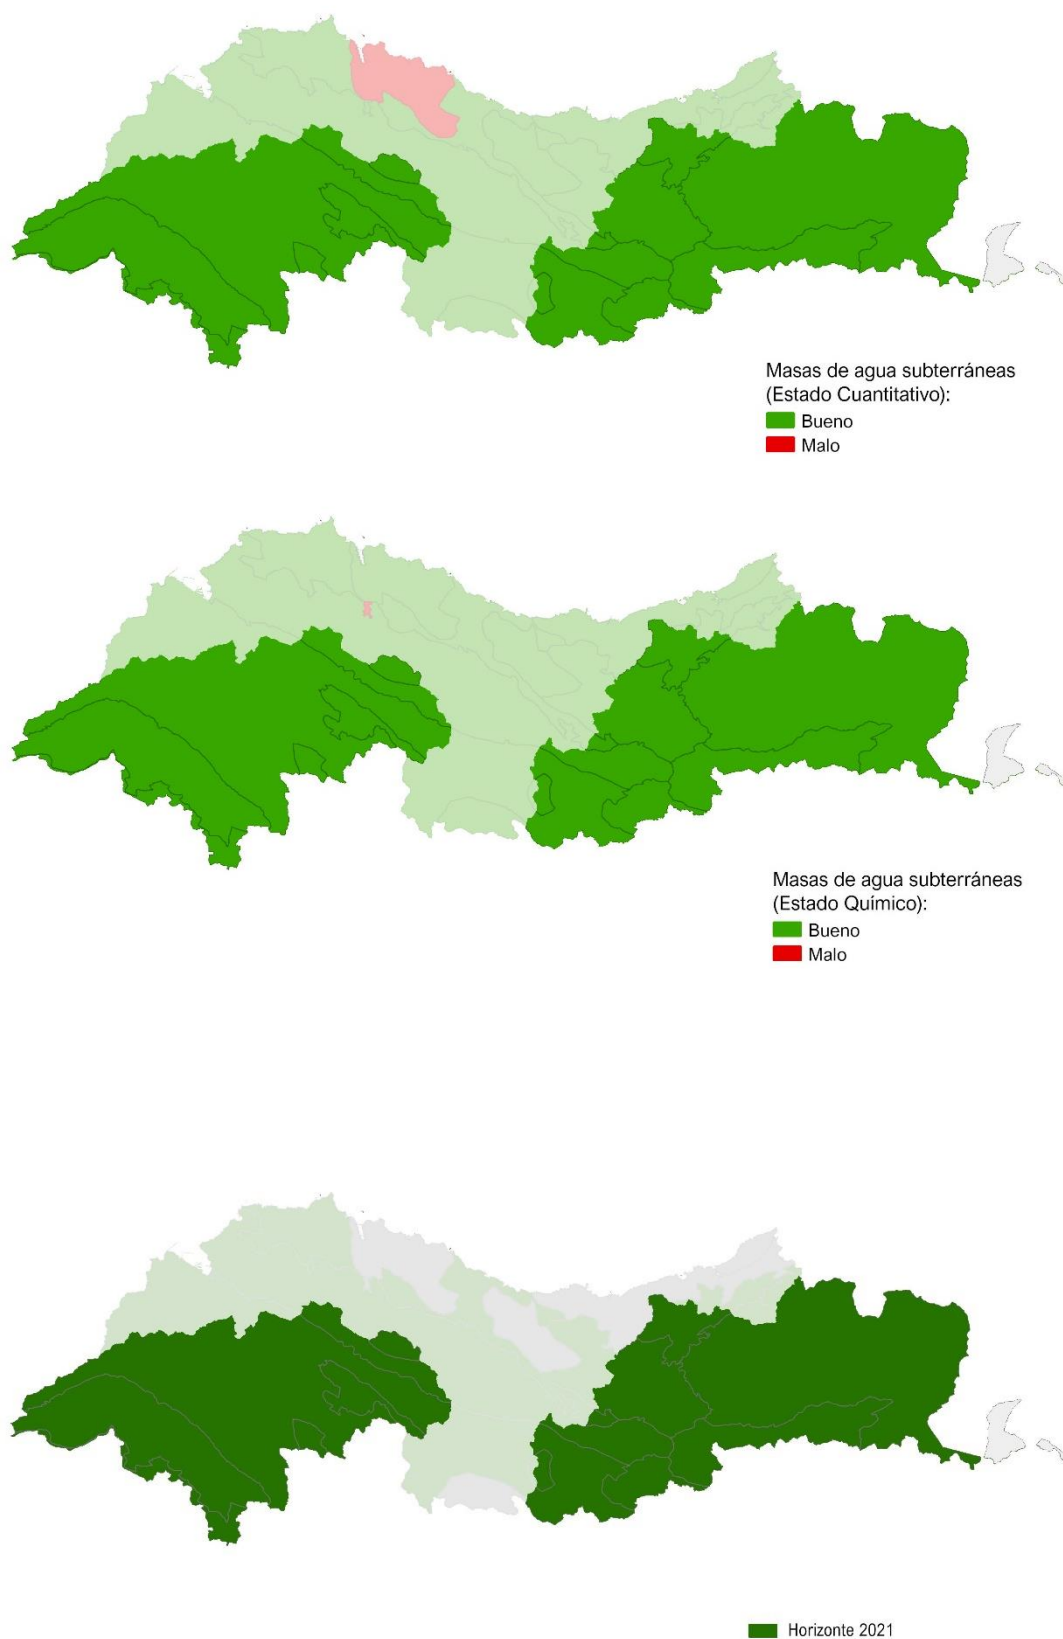 Masas de agua subterráneas
(Estado Cuantitativo):
Bueno
Malo
Masas de agua subterráneas
(Estado Químico):
Bueno
Malo
Horizonte 2021